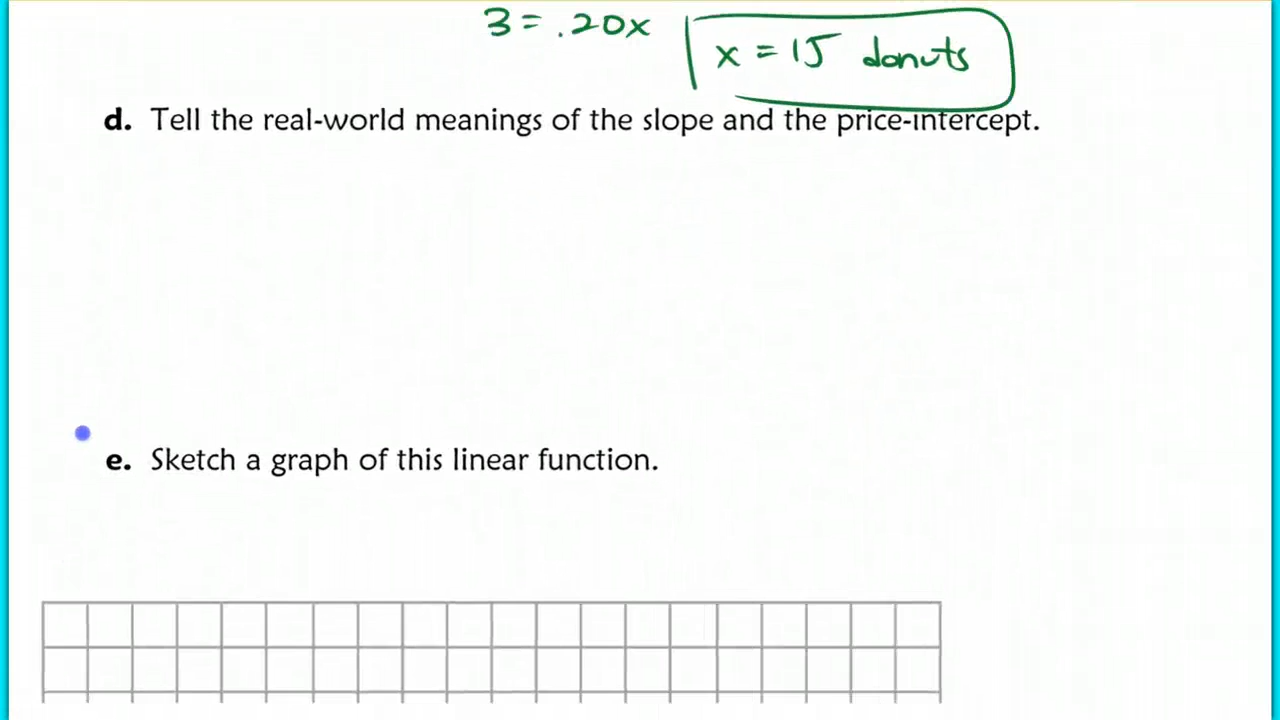 3 = .20x
x = 15 donuts
d. Tell the real-world meanings of the slope and the price-intercept.
e. Sketch a graph of this linear function.